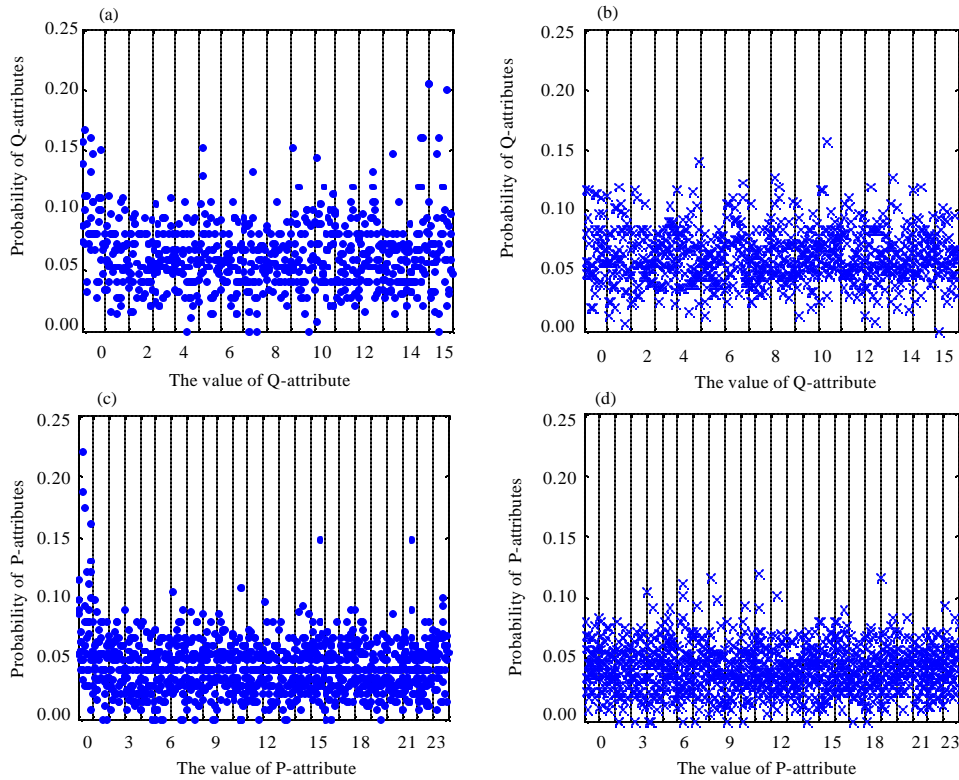 (a)
0.25
0.20
0.15
0.10
0.05
0.00
Probability of Q-attributes
0 2 4 6 8 10 12 14 15
The value of Q-attribute
(b)
0.25
0.20
0.15
0.10
0.05
0.00
Probability of Q-attributes
0 2 4 6 8 10 12 14 15
The value of Q-attribute
(c)
0.25
0.20
0.15
0.10
0.05
0.00
Probability of P-attributes
0 3 6 9 12 15 18 21 23
The value of P-attribute
(d)
0.25
0.20
0.15
0.10
0.05
0.00
Probability of P-attributes
0 3 6 9 12 15 18 21 23
The value of P-attribute